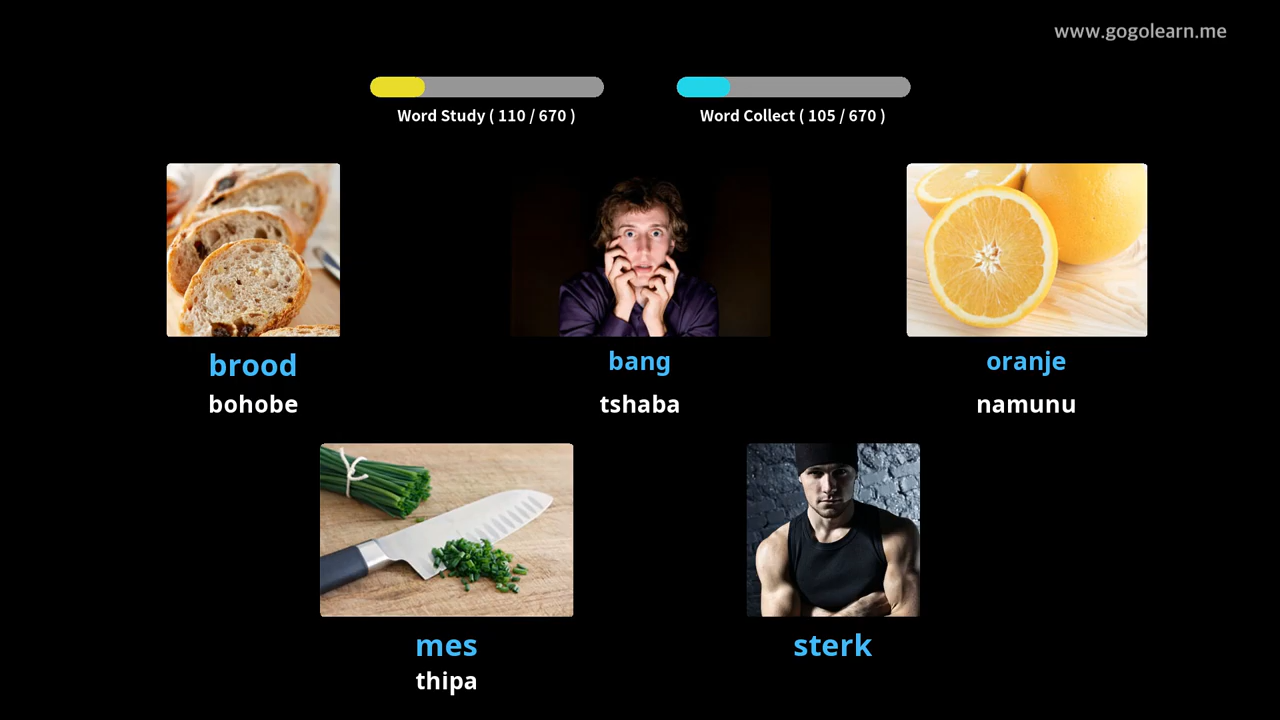 www.gogolearn.me
Word Study ( 110 / 670 )
Word Collect ( 105 / 670 )
brood
bohobe
bang
tshaba
oranje
namunu
mes
thipa
sterk